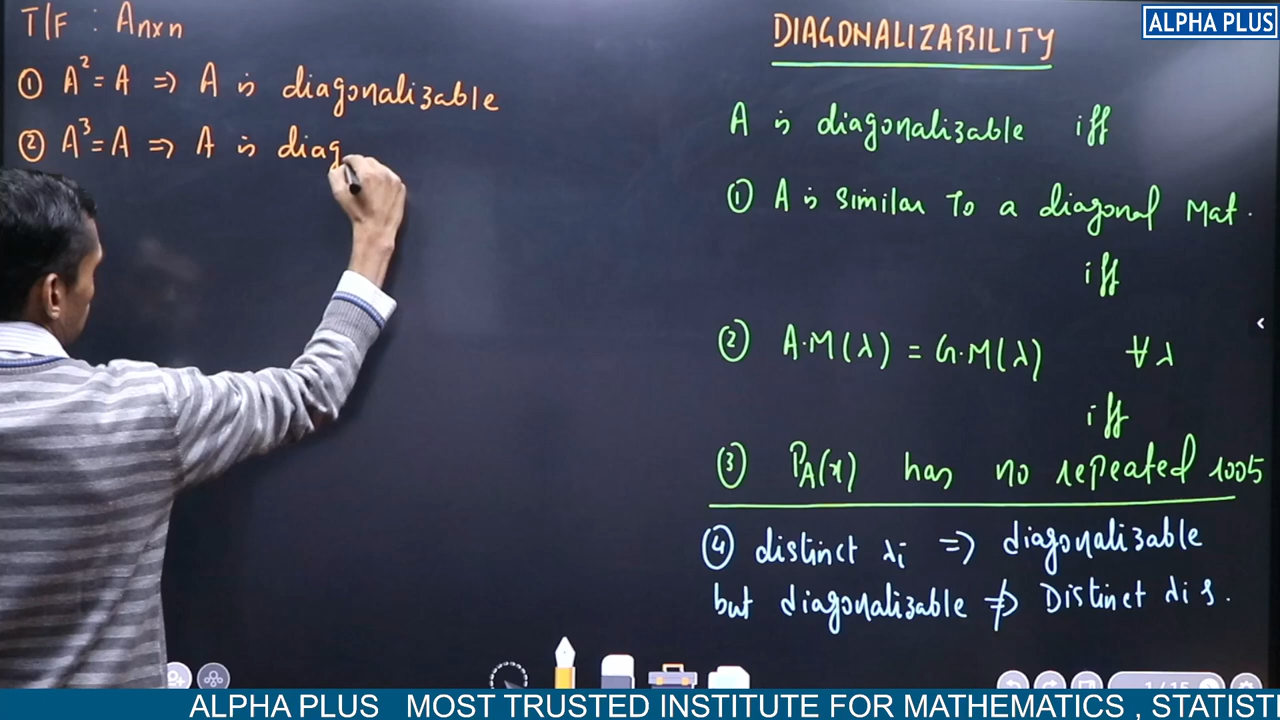 T/F : Anxn
① A² = A ⇒ A is diagonalizable
② A³ = A ⇒ A is diag
ALPHA PLUS
DIAGONALIZABILITY
A is diagonalizable iff
① A is similar to a diagonal Mat.
iff
② A.M(λ) = G.M(λ) ∀ λ
iff
③ PA(x) has no repeated roots
④ distinct λi ⇒ diagonalizable
but diagonalizable ⇏ Distinct λi s.
1/15
ALPHA PLUS MOST TRUSTED INSTITUTE FOR MATHEMATICS , STATIST